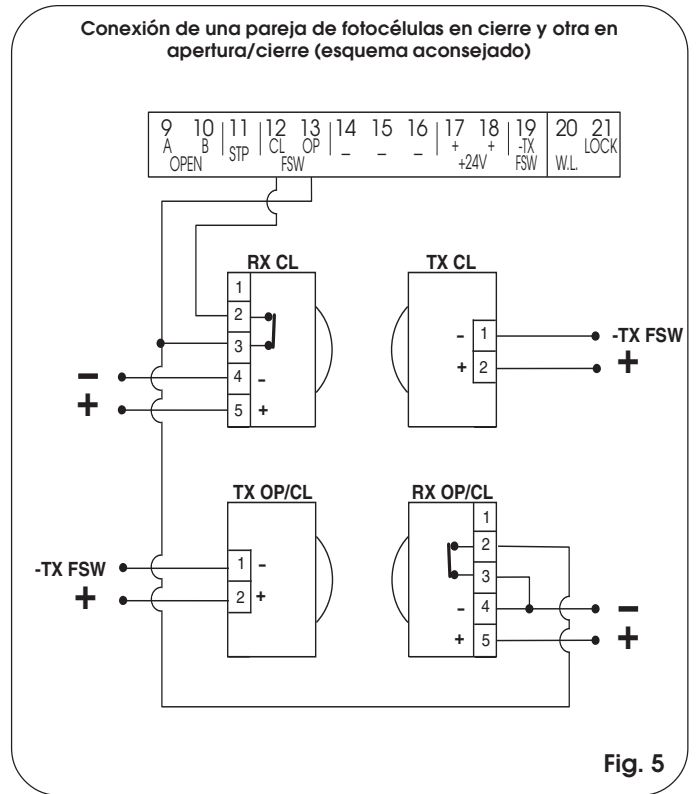 Conexión de una pareja de fotocélulas en cierre y otra en
apertura/cierre (esquema aconsejado)
9 10 11 12 13 14 15 16 17 18 19 20 21
A B STP CL OP _ _ _ + + -TX LOCK
OPEN FSW +24V FSW W.L.
RX CL TX CL
1
2
3
4 -
5 +
- 1 -TX FSW
+ 2 +
-
+
TX OP/CL RX OP/CL
-TX FSW 1 -
+ 2 +
1
2
3
- 4 -
+ 5 +
Fig. 5